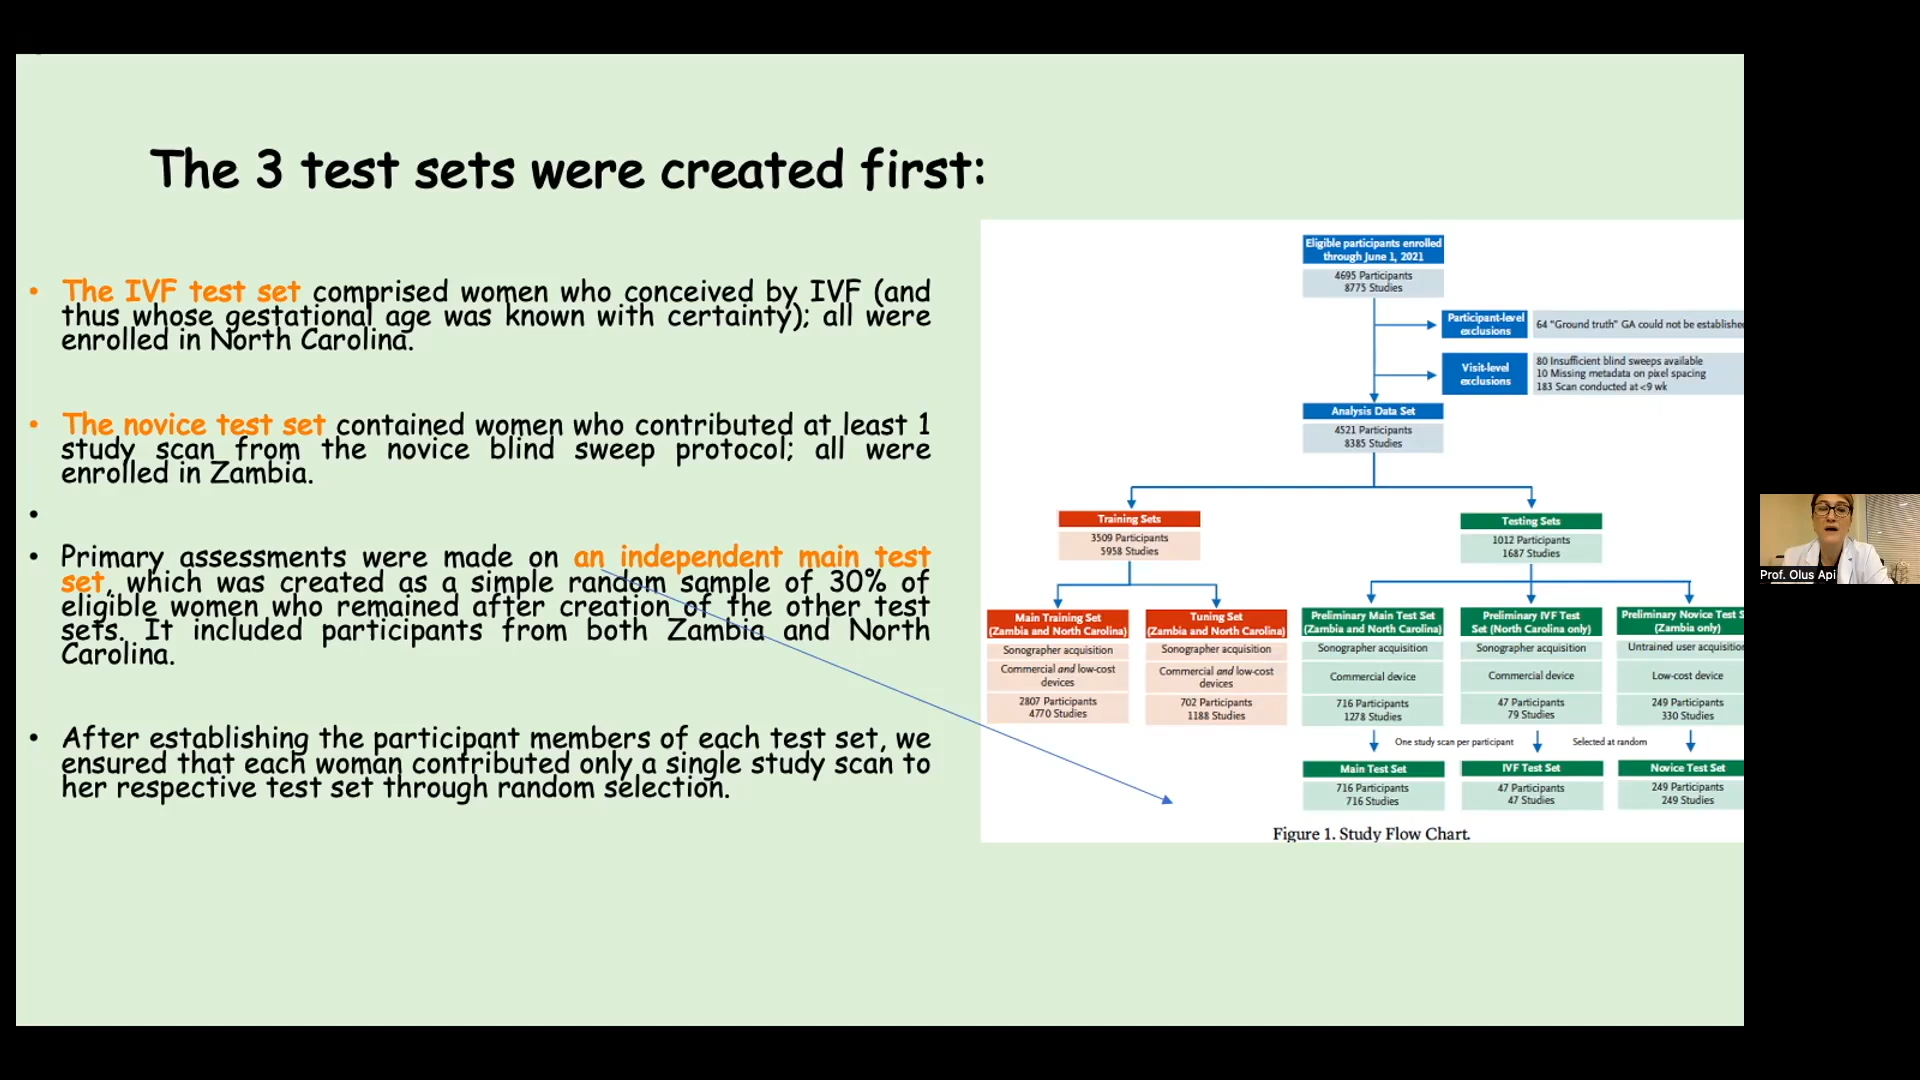 The 3 test sets were created first:
• The IVF test set comprised women who conceived by IVF (and
thus whose gestational age was known with certainty); all were
enrolled in North Carolina.
• The novice test set contained women who contributed at least 1
study scan from the novice blind sweep protocol; all were
enrolled in Zambia.
•
• Primary assessments were made on an independent main test
set, which was created as a simple random sample of 30% of
eligible women who remained after creation of the other test
sets. It included participants from both Zambia and North
Carolina.
• After establishing the participant members of each test set, we
ensured that each woman contributed only a single study scan to
her respective test set through random selection.
Eligible participants enrolled
through June 1, 2021
4695 Participants
8775 Studies
Participant-level
exclusions
64 “Ground truth” GA could not be establishe
Visit-level
exclusions
80 Insufficient blind sweeps available
10 Missing metadata on pixel spacing
183 Scan conducted at <9 wk
Analysis Data Set
4521 Participants
8385 Studies
Training Sets
3509 Participants
5958 Studies
Testing Sets
1012 Participants
1687 Studies
Main Training Set
(Zambia and North Carolina)
Sonographer acquisition
Commercial and low-cost
devices
2807 Participants
4770 Studies
Tuning Set
(Zambia and North Carolina)
Sonographer acquisition
Commercial and low-cost
devices
702 Participants
1188 Studies
Preliminary Main Test Set
(Zambia and North Carolina)
Sonographer acquisition
Commercial device
716 Participants
1278 Studies
Preliminary IVF Test
Set (North Carolina only)
Sonographer acquisition
Commercial device
47 Participants
79 Studies
Preliminary Novice Test S
(Zambia only)
Untrained user acquisition
Low-cost device
249 Participants
330 Studies
One study scan per participant
Selected at random
Main Test Set
716 Participants
716 Studies
IVF Test Set
47 Participants
47 Studies
Novice Test Set
249 Participants
249 Studies
Figure 1. Study Flow Chart.
Prof. Olus Api